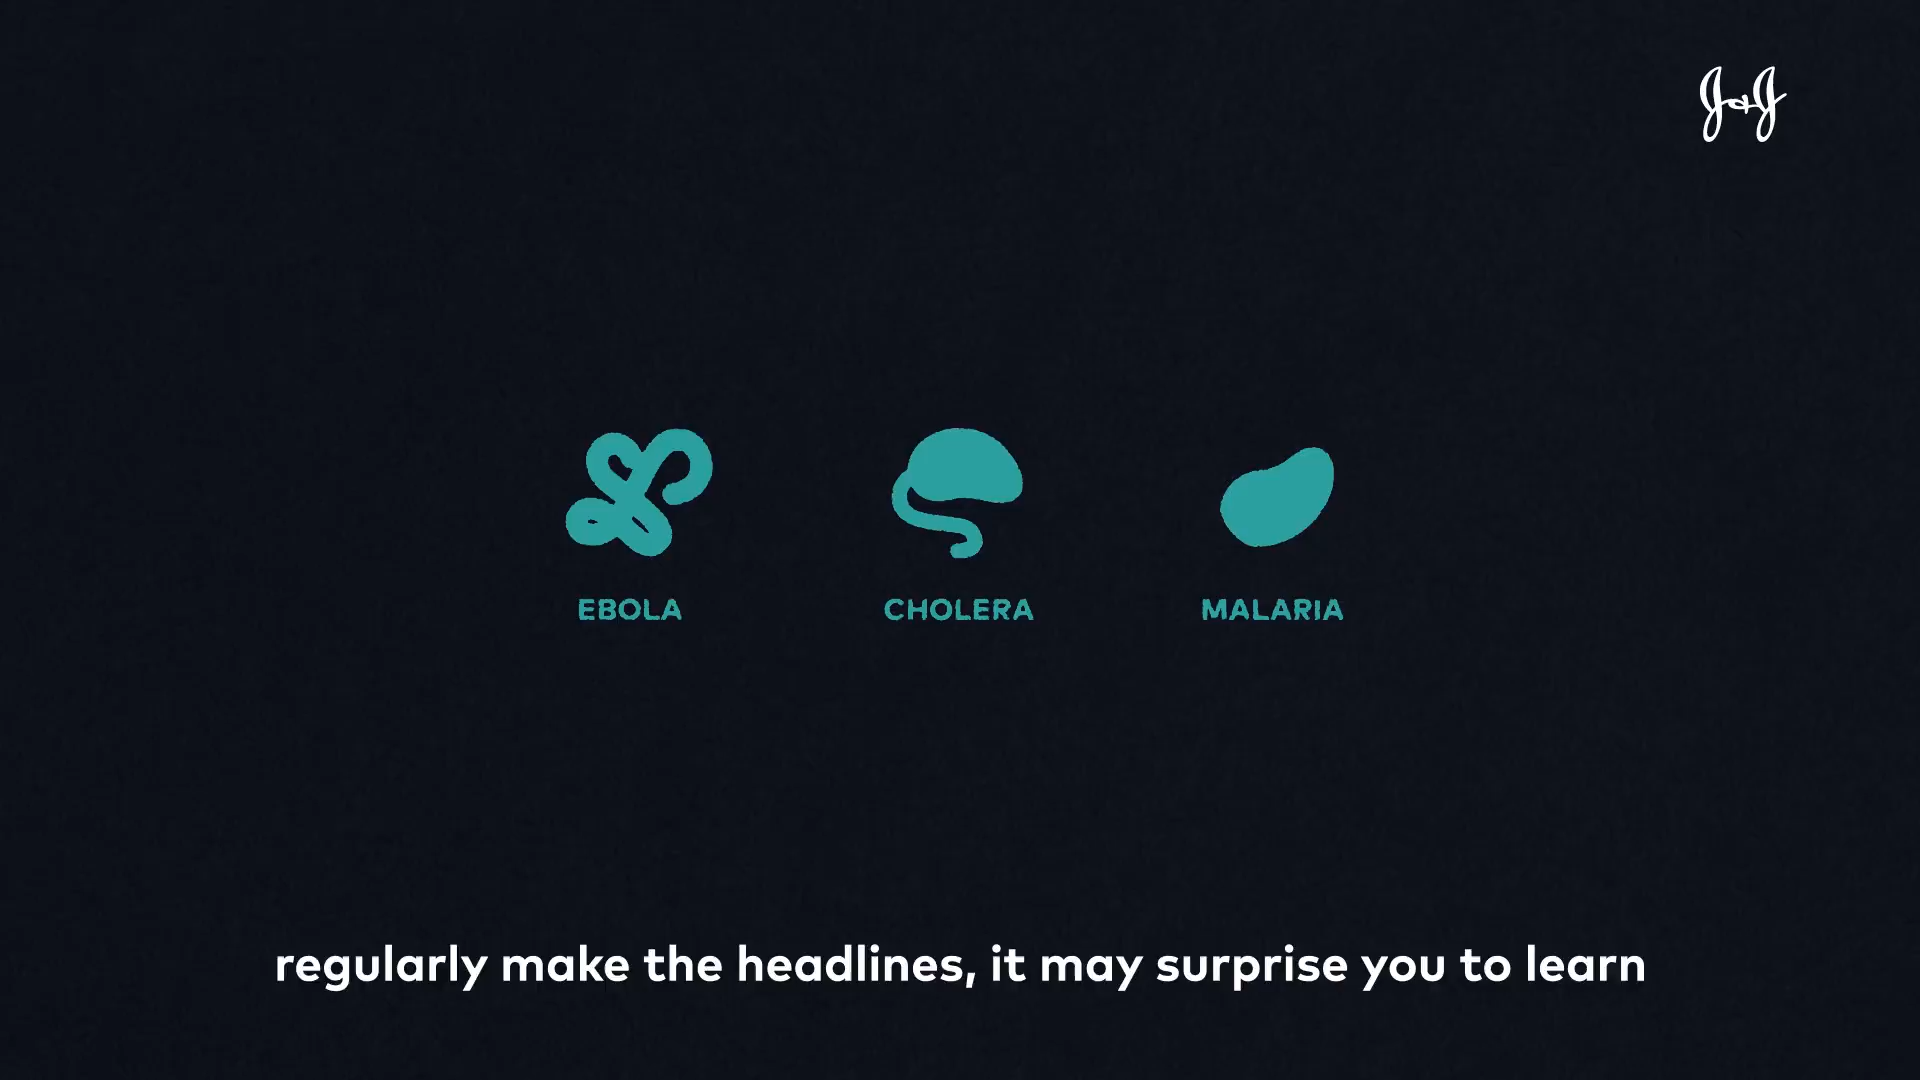 J&J
EBOLA CHOLERA MALARIA
regularly make the headlines, it may surprise you to learn